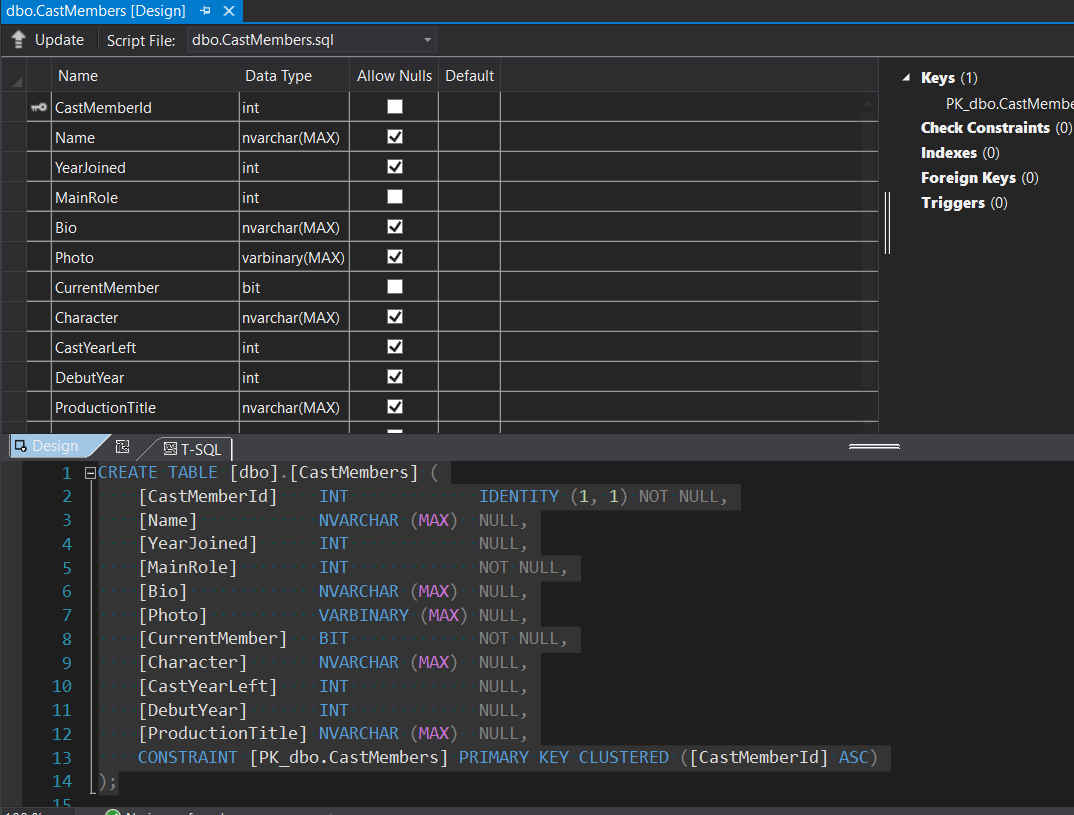 dbo.CastMembers [Design]
Update Script File: dbo.CastMembers.sql
Name Data Type Allow Nulls Default
CastMemberId int
Name nvarchar(MAX)
YearJoined int
MainRole int
Bio nvarchar(MAX)
Photo varbinary(MAX)
CurrentMember bit
Character nvarchar(MAX)
CastYearLeft int
DebutYear int
ProductionTitle nvarchar(MAX)
Keys (1)
PK_dbo.CastMembe
Check Constraints (0)
Indexes (0)
Foreign Keys (0)
Triggers (0)
Design T-SQL
1 CREATE TABLE [dbo].[CastMembers] (
2 [CastMemberId] INT IDENTITY (1, 1) NOT NULL,
3 [Name] NVARCHAR (MAX) NULL,
4 [YearJoined] INT NULL,
5 [MainRole] INT NOT NULL,
6 [Bio] NVARCHAR (MAX) NULL,
7 [Photo] VARBINARY (MAX) NULL,
8 [CurrentMember] BIT NOT NULL,
9 [Character] NVARCHAR (MAX) NULL,
10 [CastYearLeft] INT NULL,
11 [DebutYear] INT NULL,
12 [ProductionTitle] NVARCHAR (MAX) NULL,
13 CONSTRAINT [PK_dbo.CastMembers] PRIMARY KEY CLUSTERED ([CastMemberId] ASC)
14 );
15